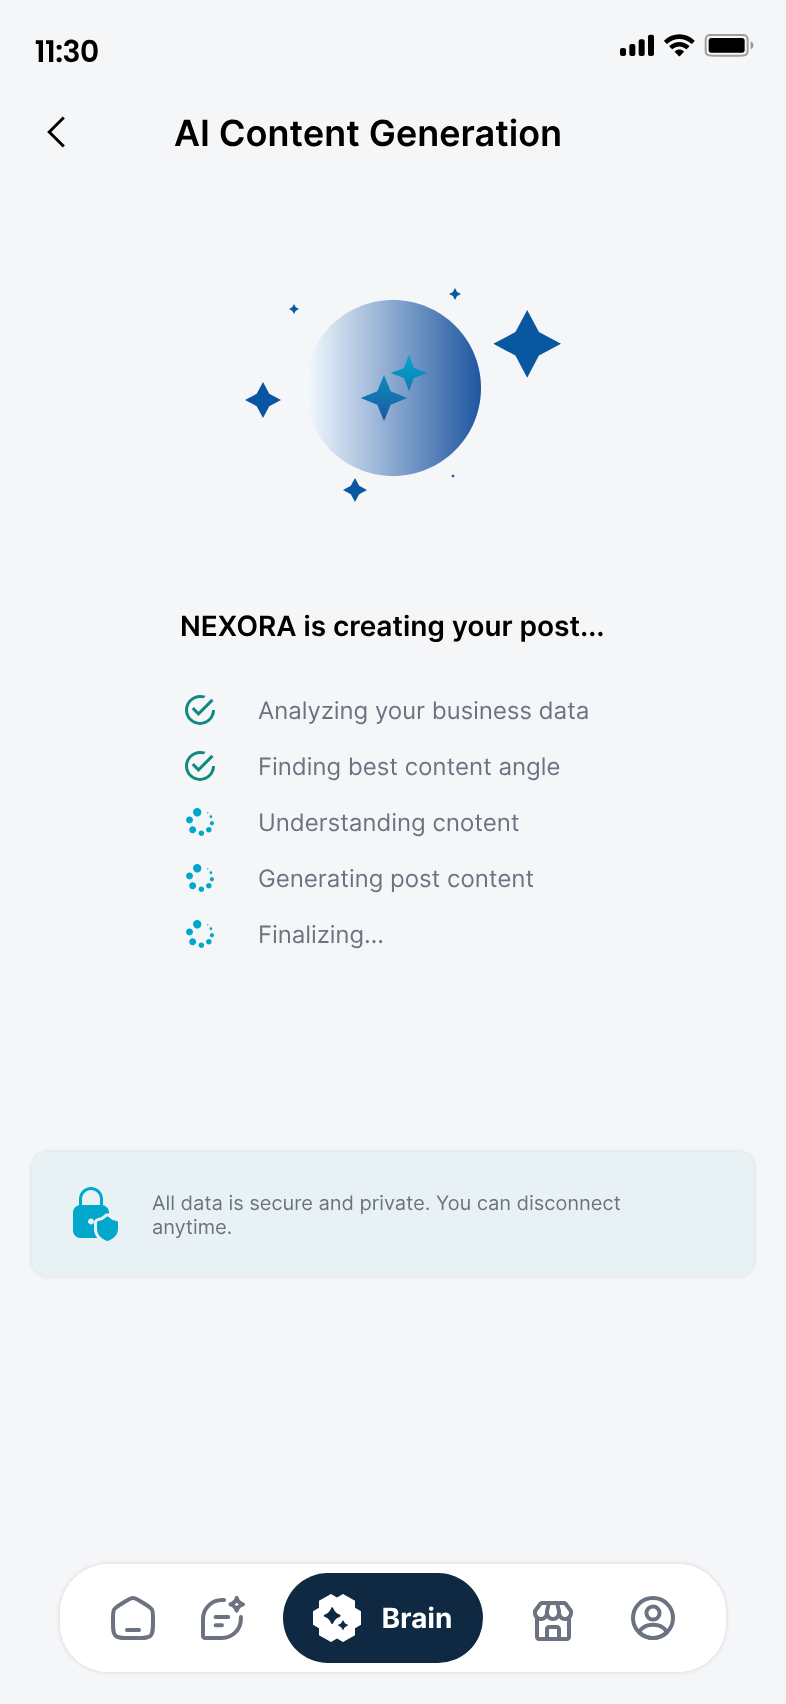 11:30
AI Content Generation
NEXORA is creating your post...
Analyzing your business data
Finding best content angle
Understanding cnotent
Generating post content
Finalizing...
All data is secure and private. You can disconnect
anytime.
Brain